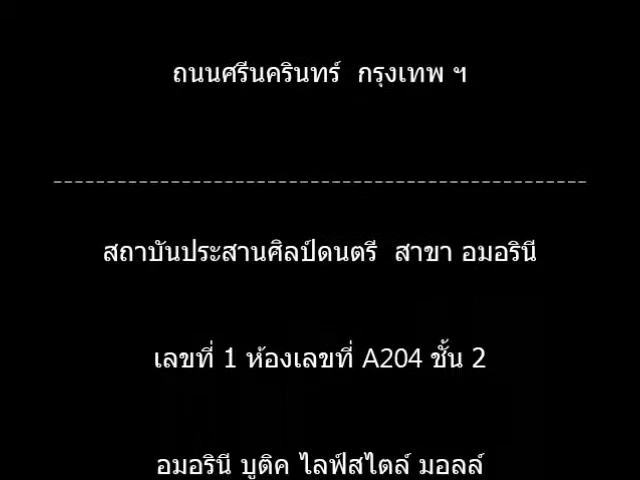 ถนนศรีนครินทร์ กรุงเทพ ฯ
--------------------------------------------------
สถาบันประสานศิลป์ดนตรี สาขา อมอรินี
เลขที่ 1 ห้องเลขที่ A204 ชั้น 2
อมอรินี บูติค ไลฟ์สไตล์ มอลล์